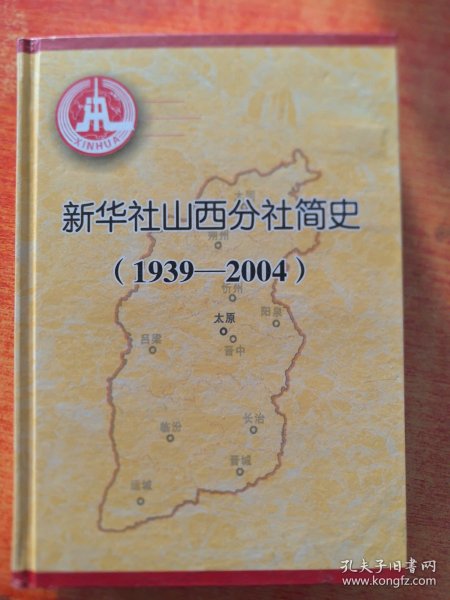 XINHUA
新华社山西分社简史
(1939—2004)
朔州
忻州
太原
阳泉
晋中
吕梁
临汾
长治
晋城
运城
孔夫子旧书网
www.kongfz.com